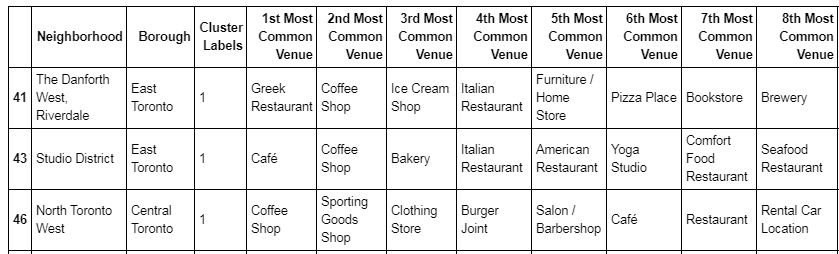 Neighborhood Borough Cluster Labels 1st Most Common Venue 2nd Most Common Venue 3rd Most Common Venue 4th Most Common Venue 5th Most Common Venue 6th Most Common Venue 7th Most Common Venue 8th Most Common Venue
41 The Danforth West, Riverdale East Toronto 1 Greek Restaurant Coffee Shop Ice Cream Shop Italian Restaurant Furniture / Home Store Pizza Place Bookstore Brewery
43 Studio District East Toronto 1 Café Coffee Shop Bakery Italian Restaurant American Restaurant Yoga Studio Comfort Food Restaurant Seafood Restaurant
46 North Toronto West Central Toronto 1 Coffee Shop Sporting Goods Shop Clothing Store Burger Joint Salon / Barbershop Café Restaurant Rental Car Location